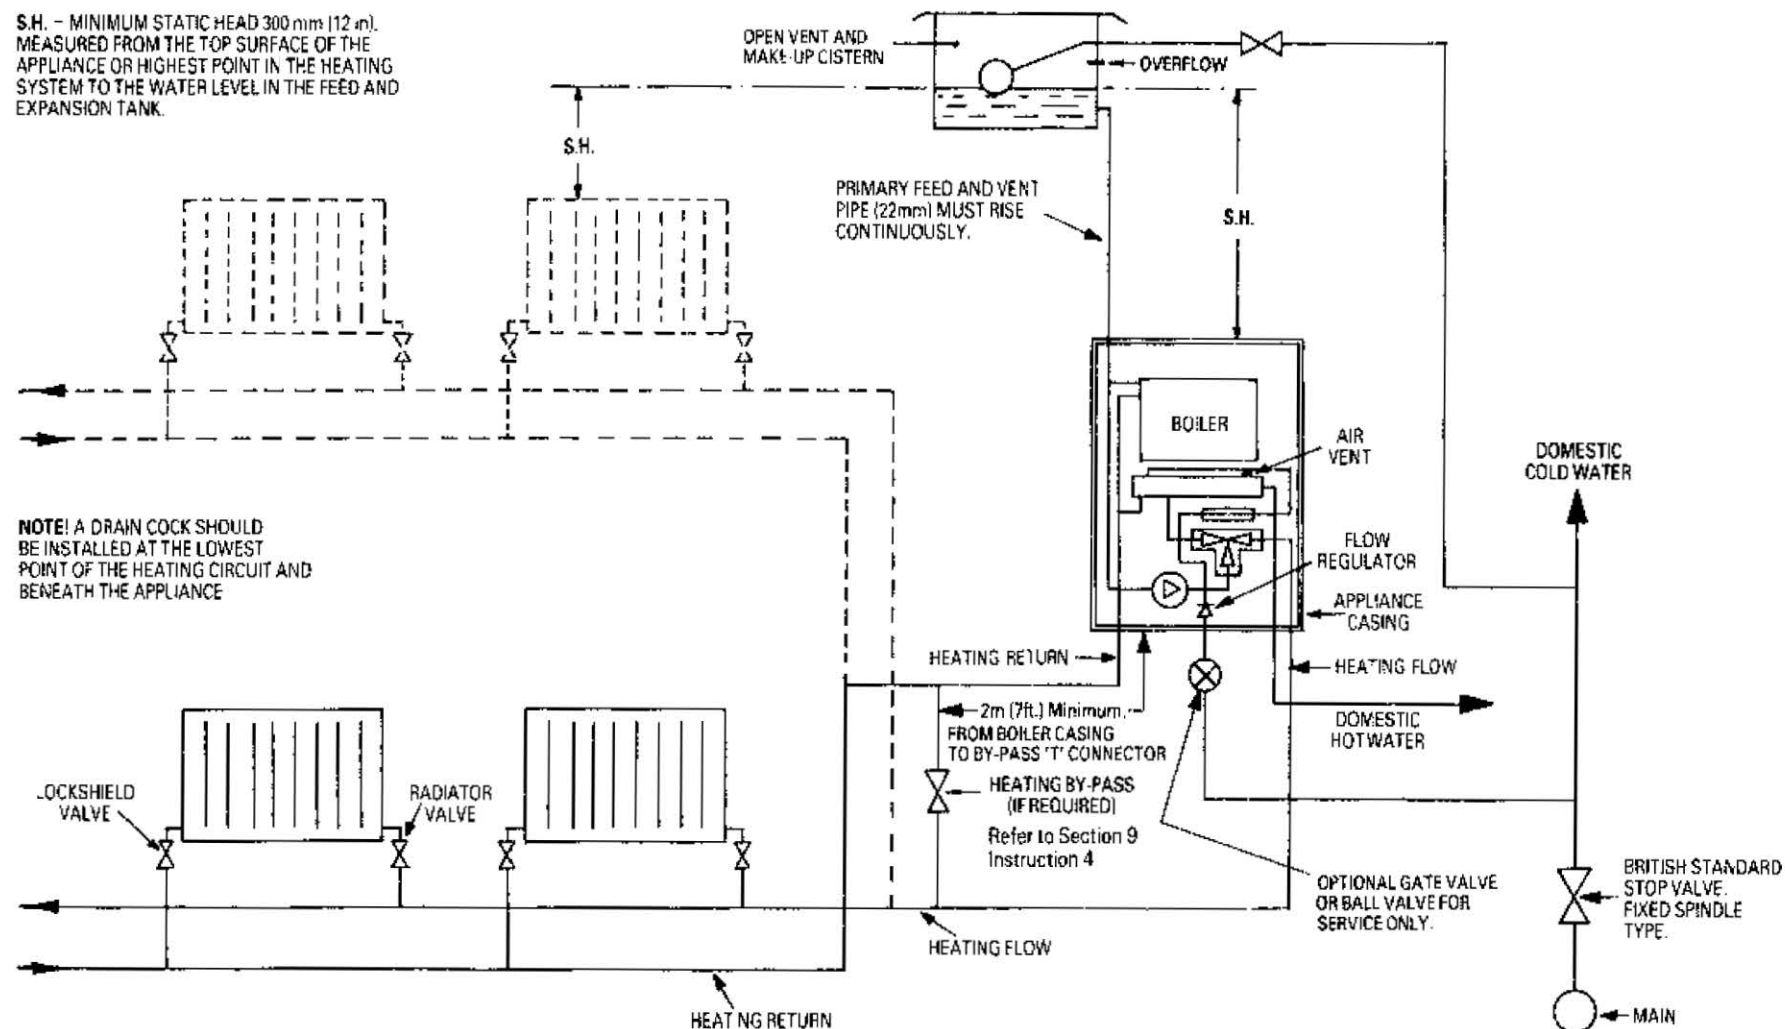 S.H. – MINIMUM STATIC HEAD 300 mm (12 in).
MEASURED FROM THE TOP SURFACE OF THE
APPLIANCE OR HIGHEST POINT IN THE HEATING
SYSTEM TO THE WATER LEVEL IN THE FEED AND
EXPANSION TANK.
OPEN VENT AND
MAKE-UP CISTERN
OVERFLOW
S.H.
PRIMARY FEED AND VENT
PIPE (22mm) MUST RISE
CONTINUOUSLY.
S.H.
BOILER
AIR
VENT
DOMESTIC
COLD WATER
NOTE! A DRAIN COCK SHOULD
BE INSTALLED AT THE LOWEST
POINT OF THE HEATING CIRCUIT AND
BENEATH THE APPLIANCE
FLOW
REGULATOR
APPLIANCE
CASING
HEATING RETURN
HEATING FLOW
2m (7ft.) Minimum.
FROM BOILER CASING
TO BY-PASS 'T' CONNECTOR
DOMESTIC
HOT WATER
LOCKSHIELD
VALVE
RADIATOR
VALVE
HEATING BY-PASS
(IF REQUIRED)
Refer to Section 9
Instruction 4
OPTIONAL GATE VALVE
OR BALL VALVE FOR
SERVICE ONLY.
BRITISH STANDARD
STOP VALVE.
FIXED SPINDLE
TYPE.
HEATING FLOW
HEAT NG RETURN
MAIN